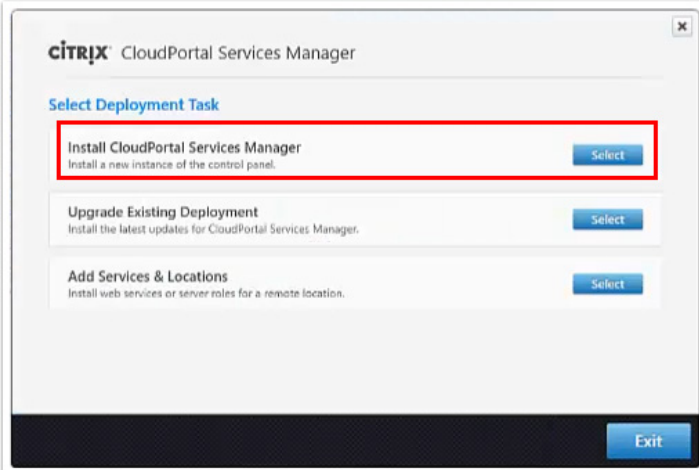 CİTRIX CloudPortal Services Manager
Select Deployment Task
Install CloudPortal Services Manager
Install a new instance of the control panel.
Select
Upgrade Existing Deployment
Install the latest updates for CloudPortal Services Manager.
Select
Add Services & Locations
Install web services or server roles for a remote location.
Select
Exit